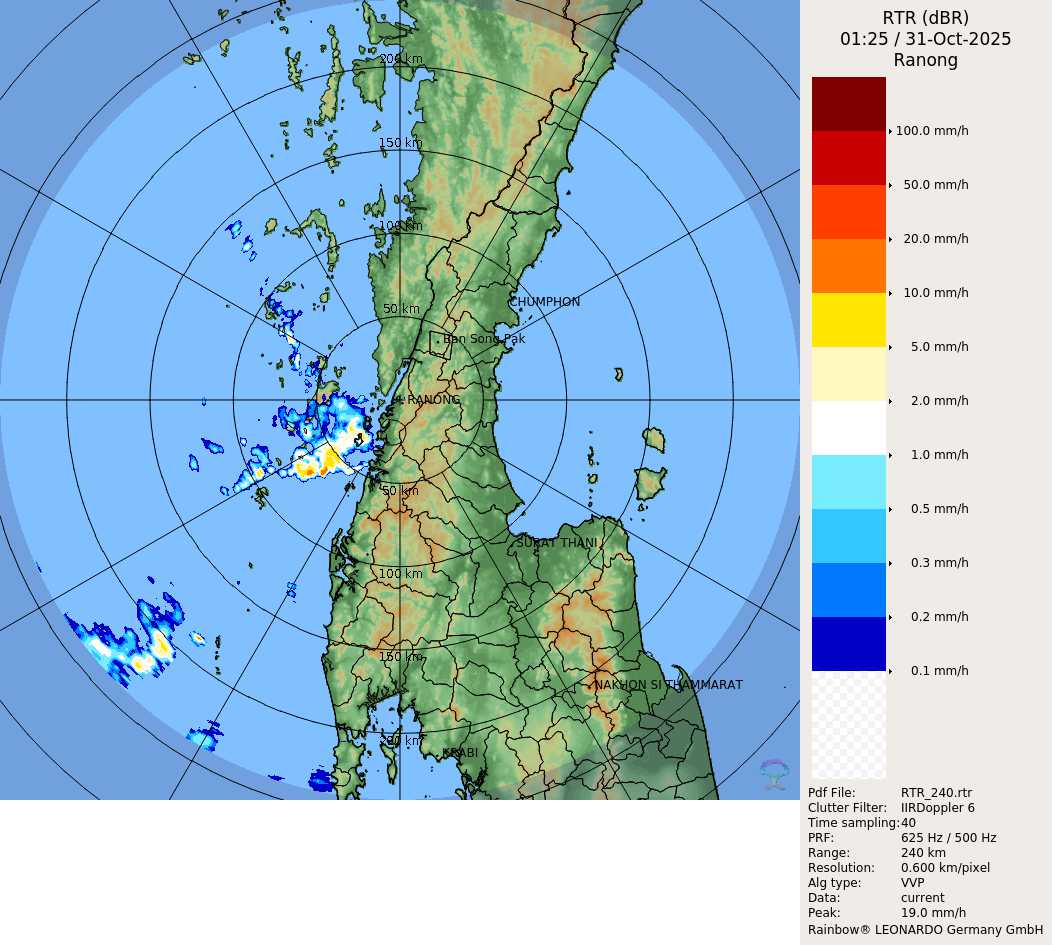 RTR (dBR)
01:25 / 31-Oct-2025
Ranong
200 km
150 km
100 km
50 km
CHUMPHON
Ban Song Pak
RANONG
50 km
SURAT THANI
100 km
150 km
NAKHON SI THAMMARAT
200 km
KRABI
100.0 mm/h
50.0 mm/h
20.0 mm/h
10.0 mm/h
5.0 mm/h
2.0 mm/h
1.0 mm/h
0.5 mm/h
0.3 mm/h
0.2 mm/h
0.1 mm/h
Pdf File: RTR_240.rtr
Clutter Filter: IIRDoppler 6
Time sampling:40
PRF: 625 Hz / 500 Hz
Range: 240 km
Resolution: 0.600 km/pixel
Alg type: VVP
Data: current
Peak: 19.0 mm/h
Rainbow® LEONARDO Germany GmbH